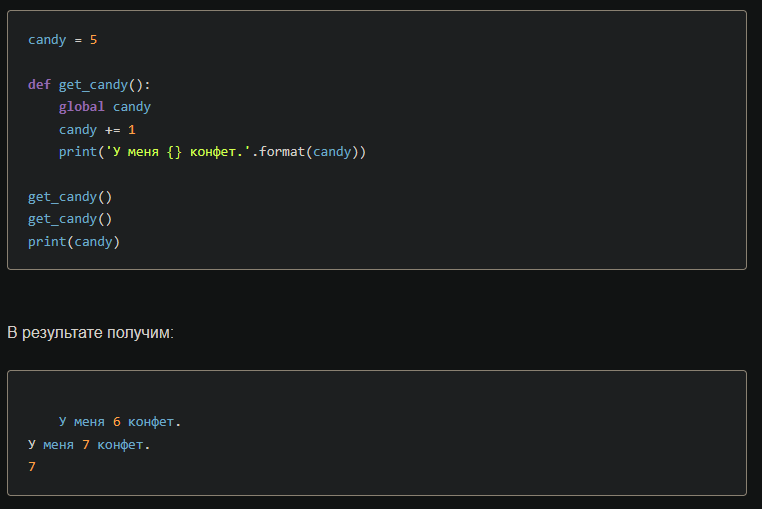 candy = 5
def get_candy():
    global candy
    candy += 1
    print('У меня {} конфет.'.format(candy))
get_candy()
get_candy()
print(candy)
В результате получим:
    У меня 6 конфет.
У меня 7 конфет.
7